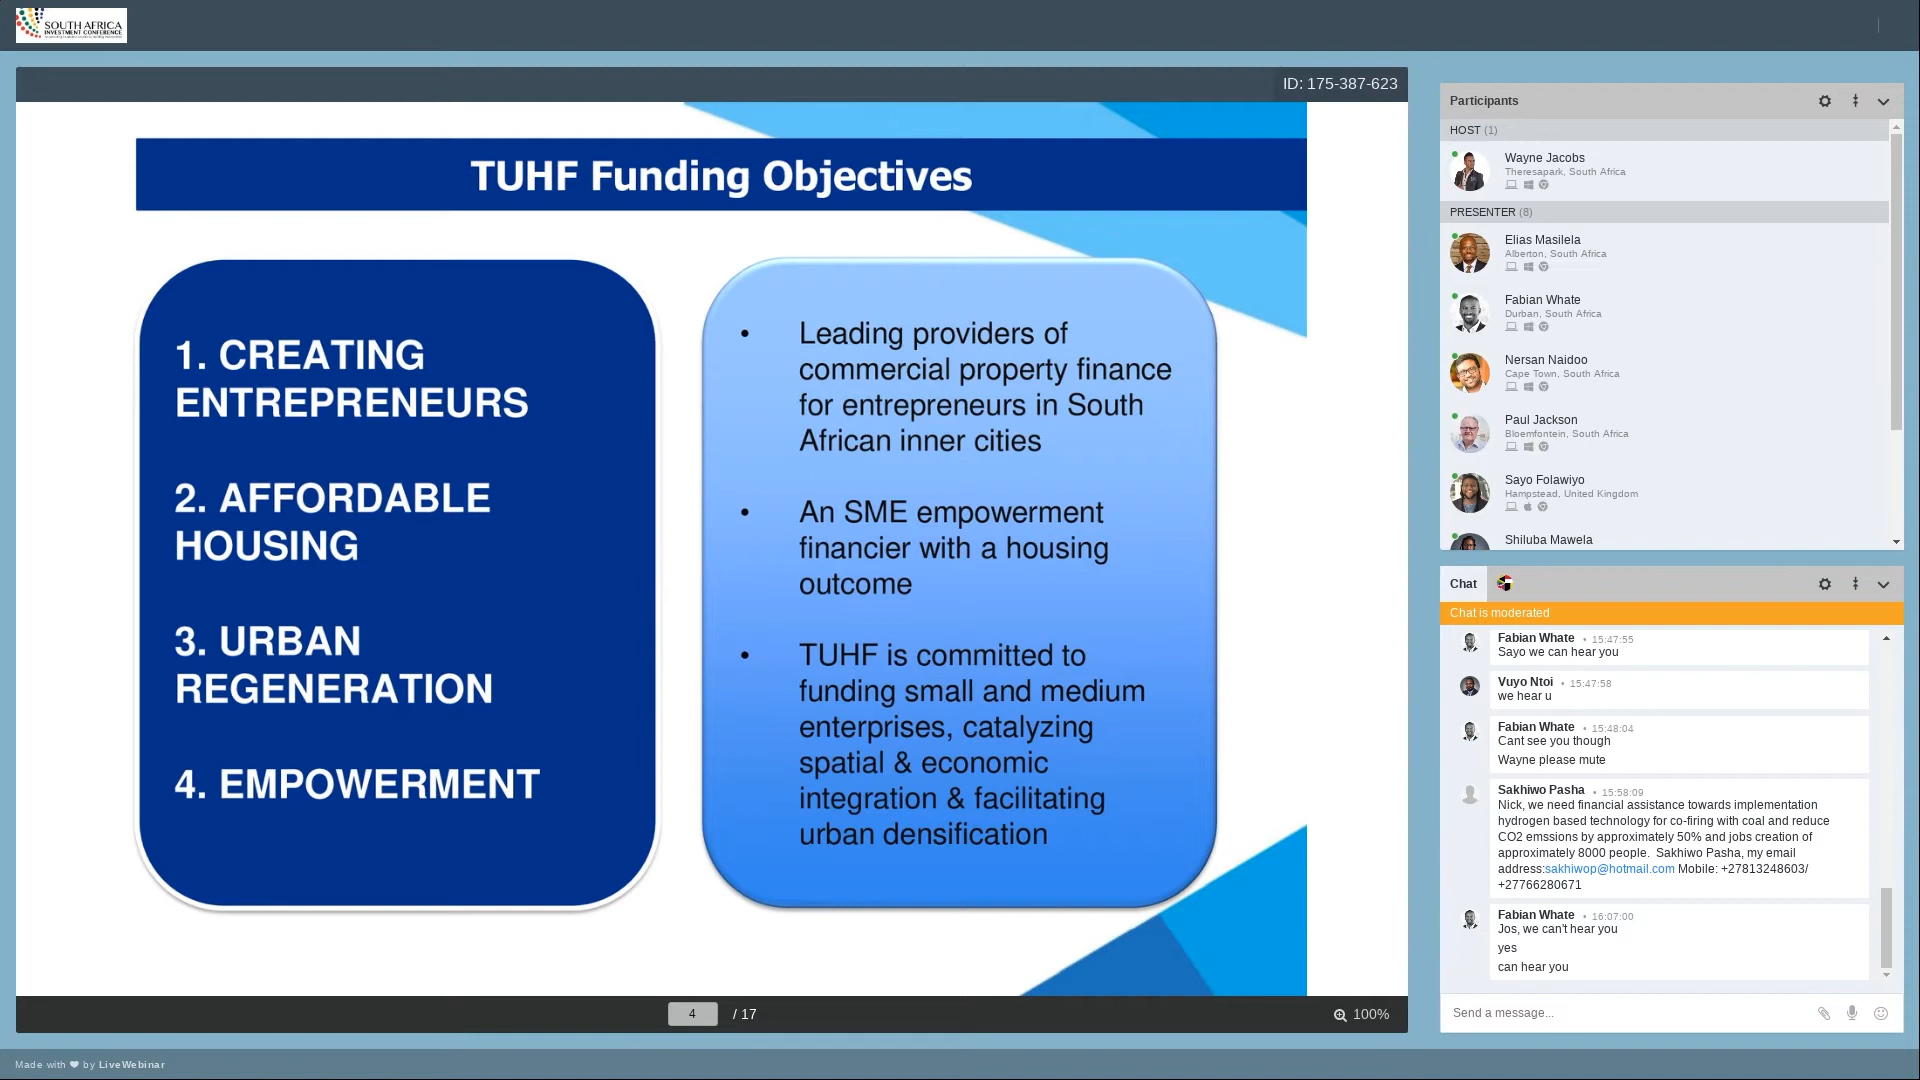 SOUTH AFRICA
INVESTMENT CONFERENCE
ID: 175-387-623
TUHF Funding Objectives
1. CREATING
ENTREPRENEURS
2. AFFORDABLE
HOUSING
3. URBAN
REGENERATION
4. EMPOWERMENT
• Leading providers of
commercial property finance
for entrepreneurs in South
African inner cities
• An SME empowerment
financier with a housing
outcome
• TUHF is committed to
funding small and medium
enterprises, catalyzing
spatial & economic
integration & facilitating
urban densification
4 / 17
100%
Participants
HOST (1)
Wayne Jacobs
Theresapark, South Africa
PRESENTER (8)
Elias Masilela
Alberton, South Africa
Fabian Whate
Durban, South Africa
Nersan Naidoo
Cape Town, South Africa
Paul Jackson
Bloemfontein, South Africa
Sayo Folawiyo
Hampstead, United Kingdom
Shiluba Mawela
Chat
Chat is moderated
Fabian Whate • 15:47:55
Sayo we can hear you
Vuyo Ntoi • 15:47:58
we hear u
Fabian Whate • 15:48:04
Cant see you though
Wayne please mute
Sakhiwo Pasha • 15:58:09
Nick, we need financial assistance towards implementation
hydrogen based technology for co-firing with coal and reduce
CO2 emssions by approximately 50% and jobs creation of
approximately 8000 people.  Sakhiwo Pasha, my email
address:sakhiwop@hotmail.com Mobile: +27813248603/
+27766280671
Fabian Whate • 16:07:00
Jos, we can't hear you
yes
can hear you
Send a message...
Made with ❤ by LiveWebinar